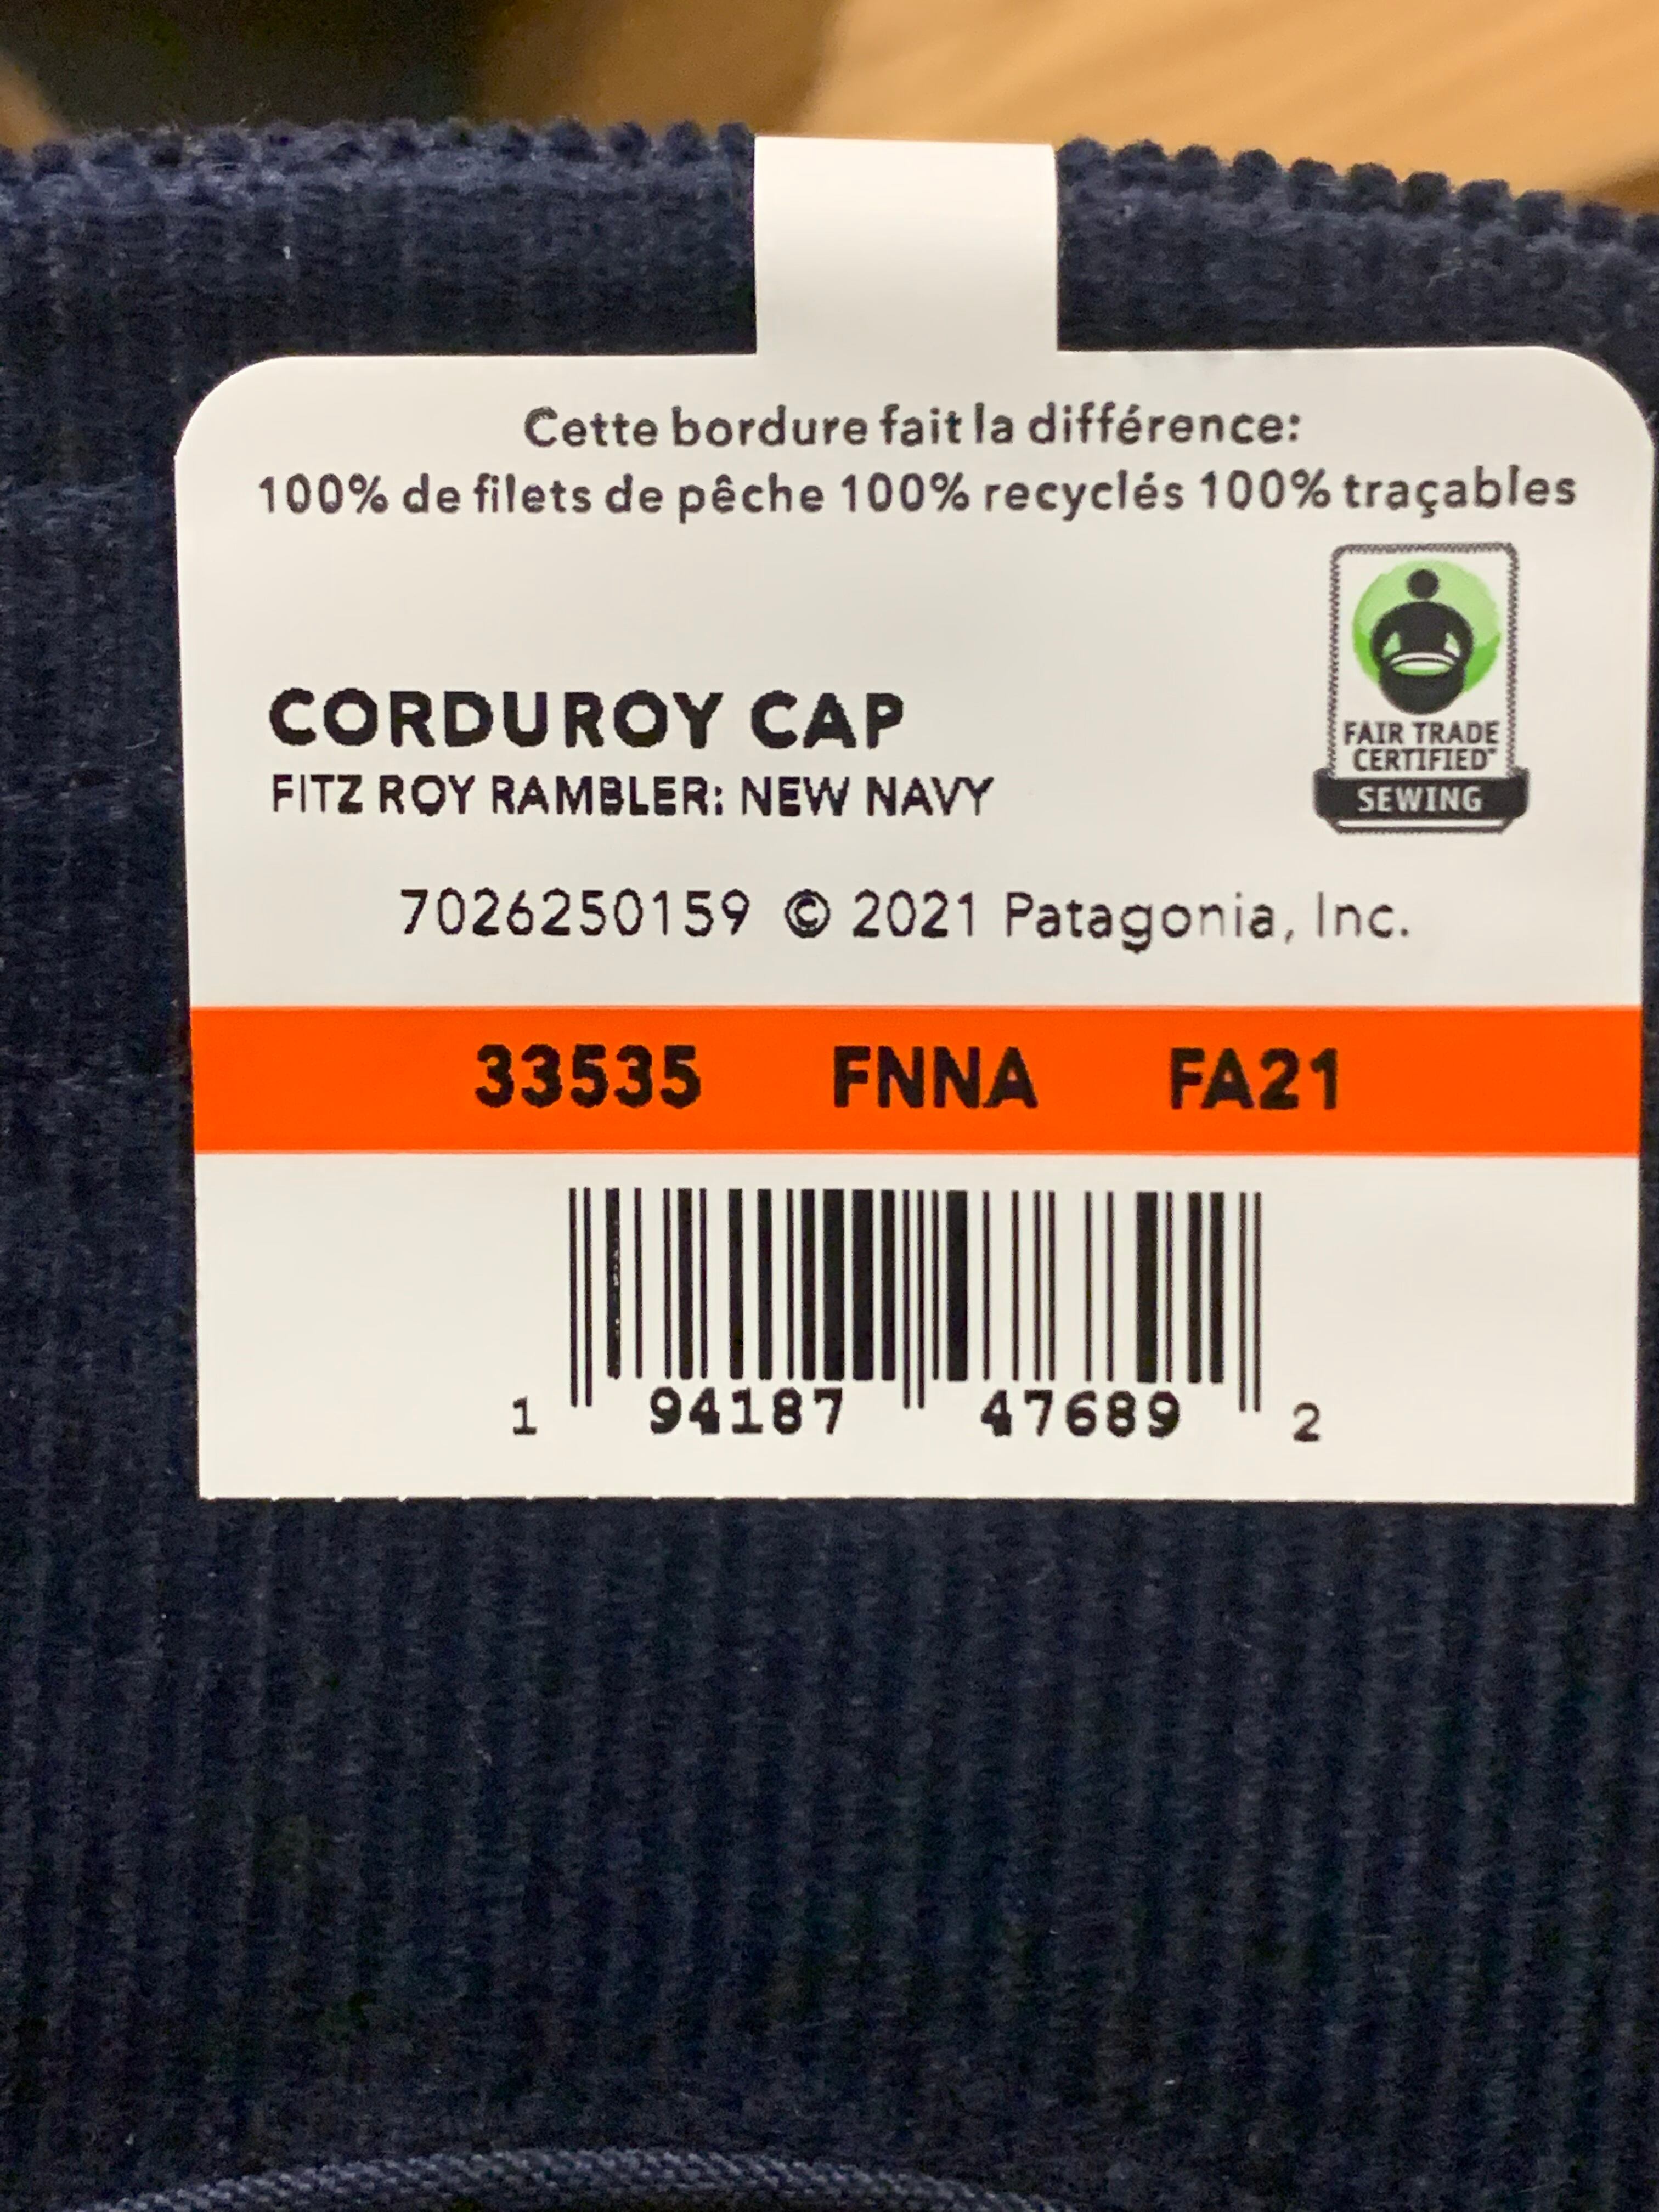 Cette bordure fait la différence:
100% de filets de pêche 100% recyclés 100% traçables
FAIR TRADE
CERTIFIED™
SEWING
CORDUROY CAP
FITZ ROY RAMBLER: NEW NAVY
7026250159 © 2021 Patagonia, Inc.
33535 FNNA FA21
1 94187 47689 2